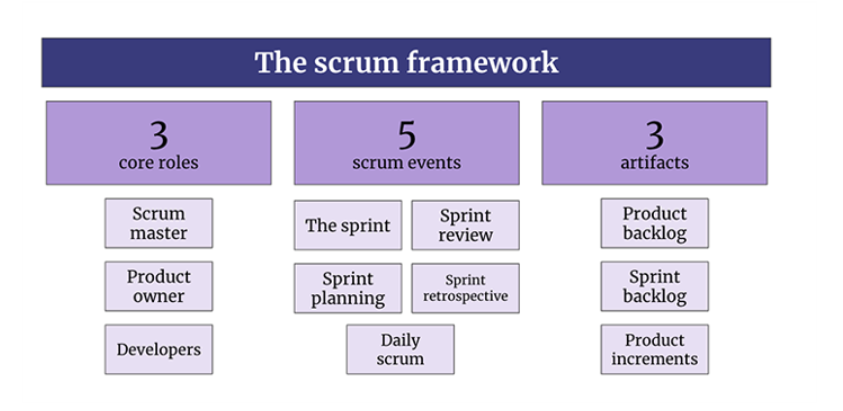 The scrum framework
3
core roles
5
scrum events
3
artifacts
Scrum
master
Product
owner
Developers
The sprint
Sprint
review
Sprint
planning
Sprint
retrospective
Daily
scrum
Product
backlog
Sprint
backlog
Product
increments